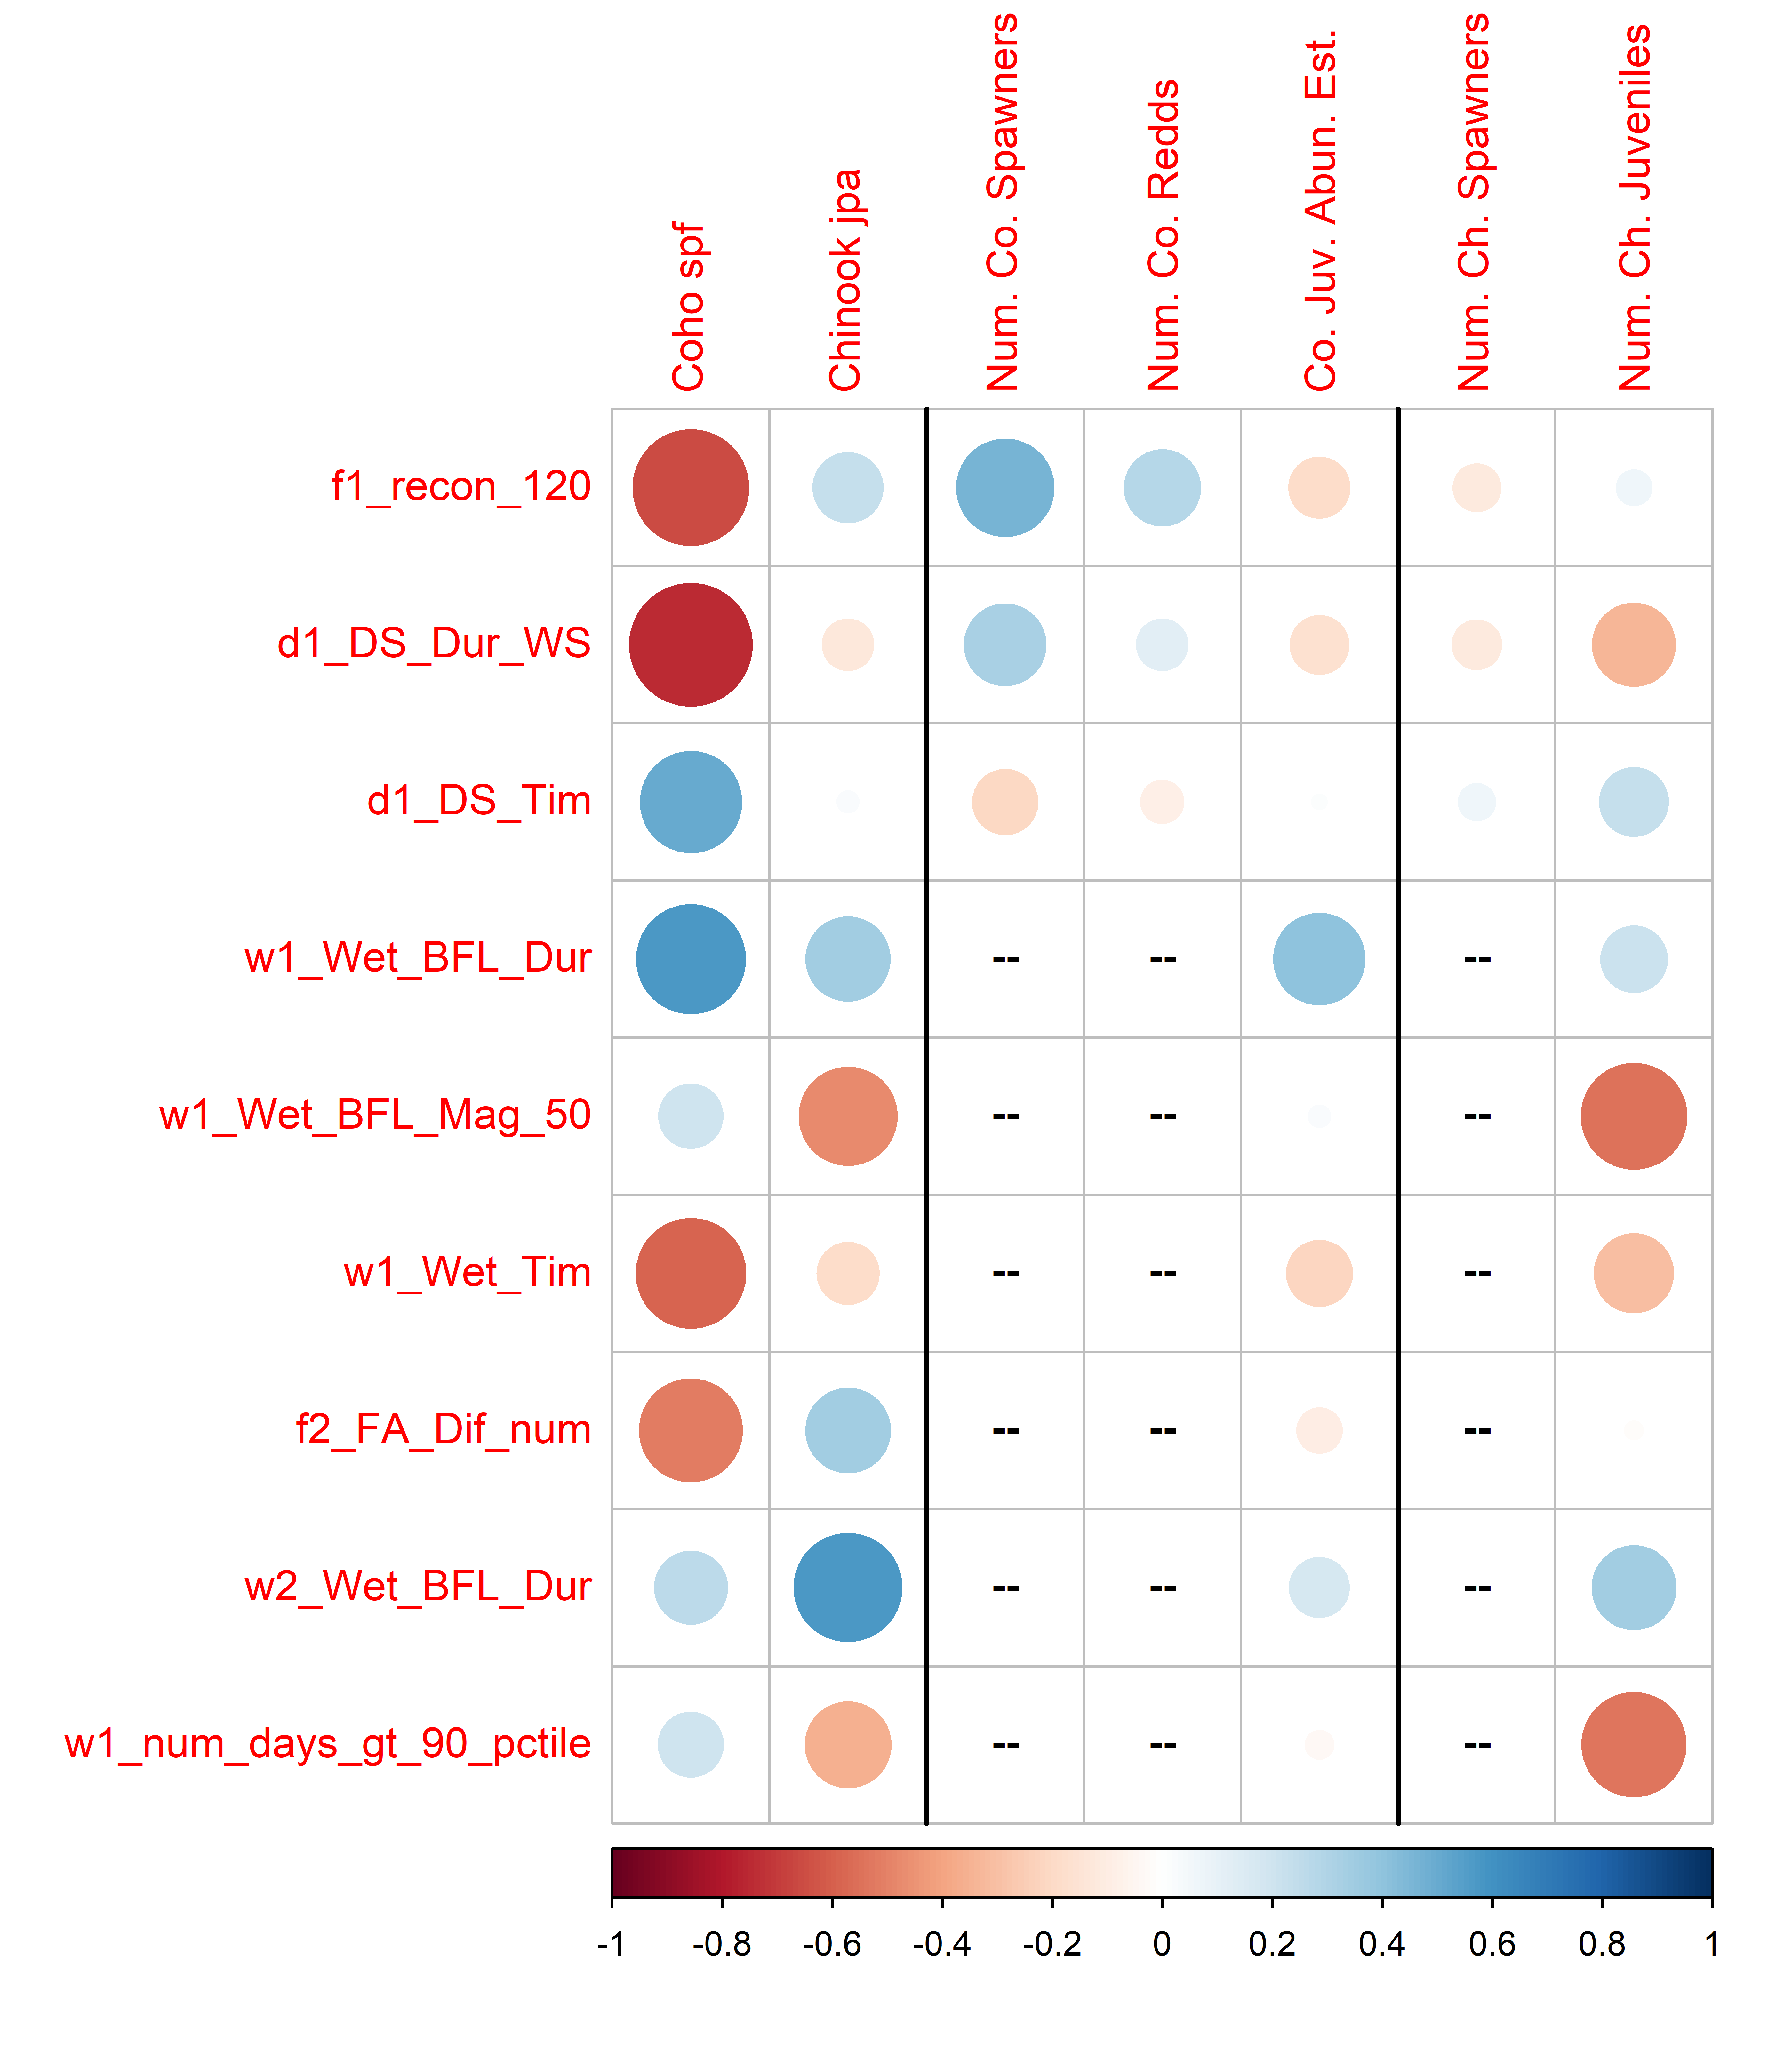 Coho spf
Chinook jpa
Num. Co. Spawners
Num. Co. Redds
Co. Juv. Abun. Est.
Num. Ch. Spawners
Num. Ch. Juveniles
f1_recon_120
d1_DS_Dur_WS
d1_DS_Tim
w1_Wet_BFL_Dur
-- -- --
w1_Wet_BFL_Mag_50
-- -- --
w1_Wet_Tim
-- -- --
f2_FA_Dif_num
-- -- --
w2_Wet_BFL_Dur
-- -- --
w1_num_days_gt_90_pctile
-- -- --
-1 -0.8 -0.6 -0.4 -0.2 0 0.2 0.4 0.6 0.8 1